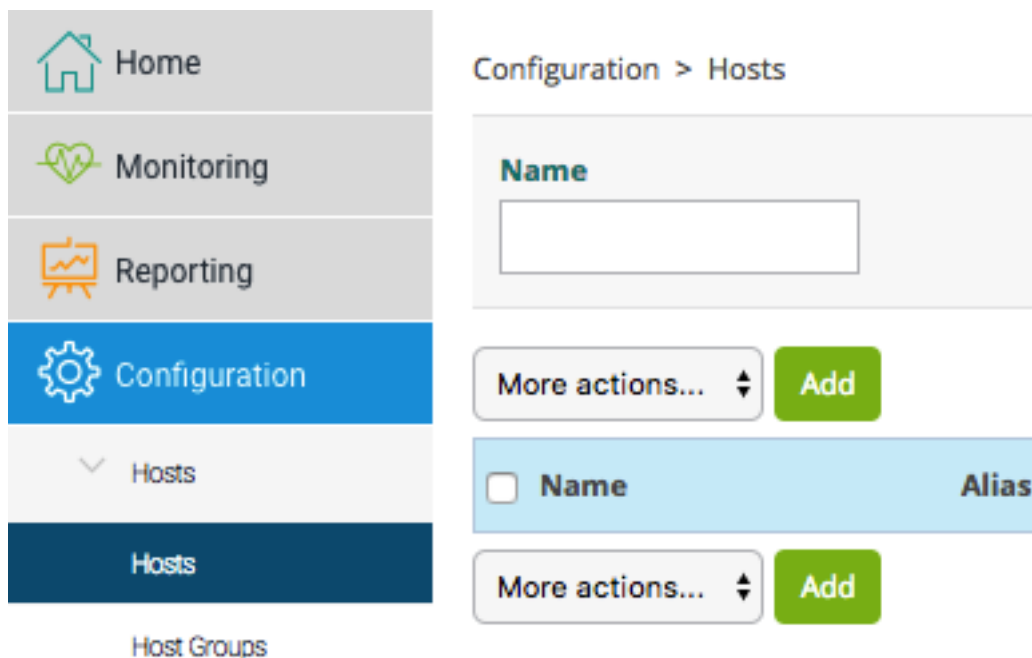 Home
Monitoring
Reporting
Configuration
Hosts
Hosts
Host Groups
Configuration > Hosts
Name
More actions... Add
Name Alias
More actions... Add